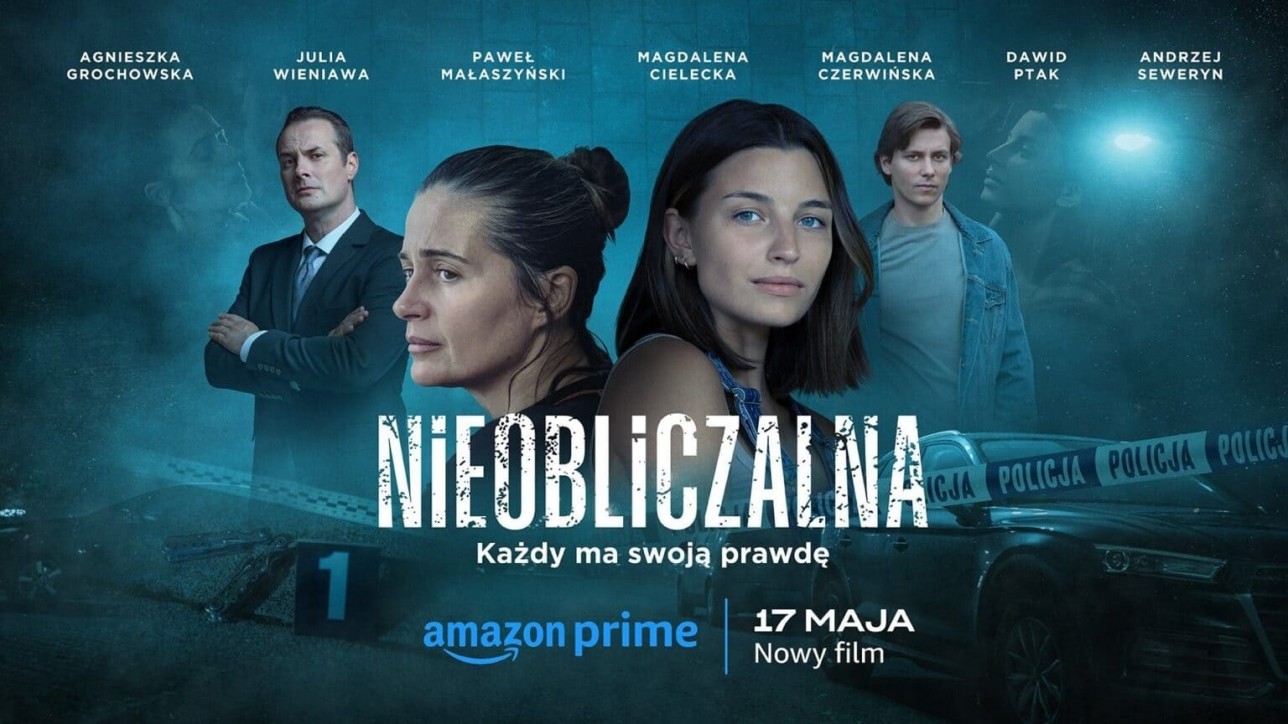 AGNIESZKA GROCHOWSKA
JULIA WIENIAWA
PAWEŁ MAŁASZYŃSKI
MAGDALENA CIELECKA
MAGDALENA CZERWIŃSKA
DAWID PTAK
ANDRZEJ SEWERYN
NiEOBLiCZALNA
Każdy ma swoją prawdę
ICJA POLICJA POLICJA POLICJ
1
amazon prime
17 MAJA
Nowy film